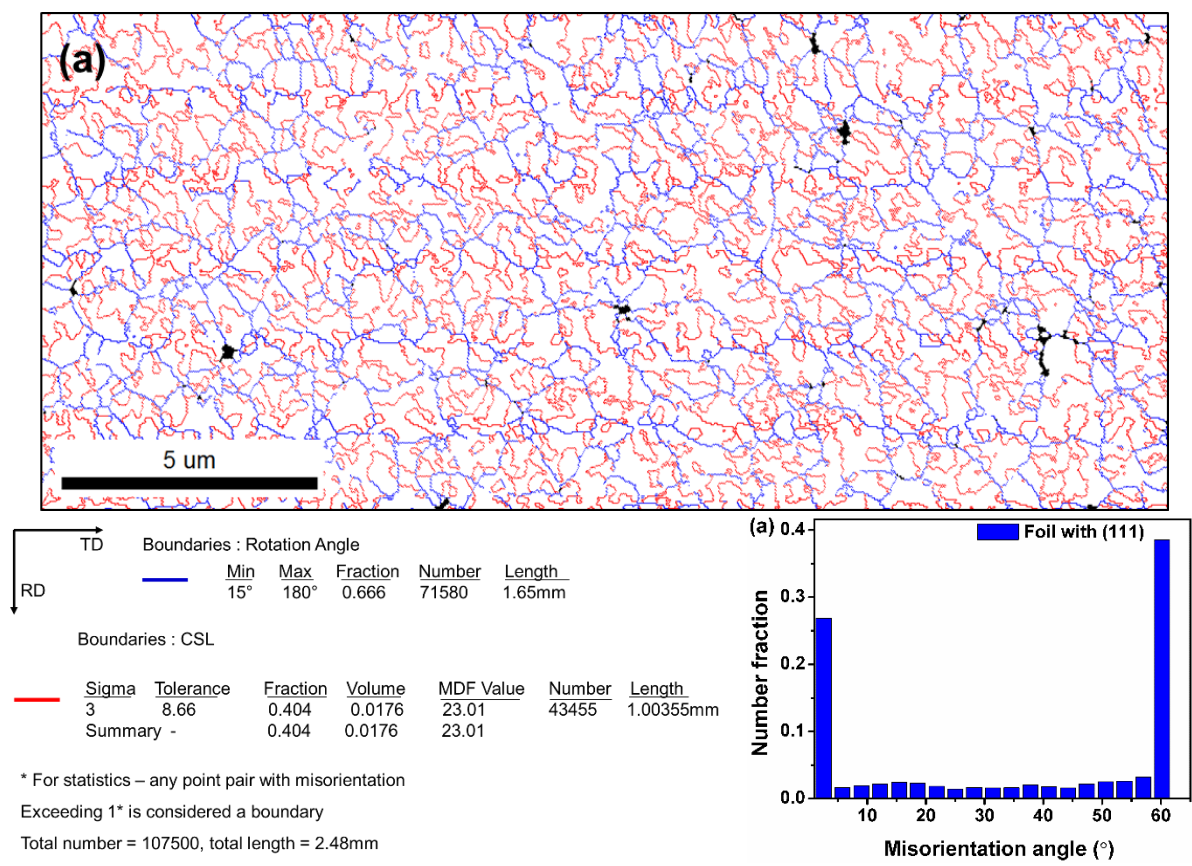 (a)
5 um
TD
RD
Boundaries : Rotation Angle
Min Max Fraction Number Length
15° 180° 0.666 71580 1.65mm
Boundaries : CSL
Sigma Tolerance Fraction Volume MDF Value Number Length
3 8.66 0.404 0.0176 23.01 43455 1.00355mm
Summary - 0.404 0.0176 23.01
* For statistics – any point pair with misorientation
Exceeding 1* is considered a boundary
Total number = 107500, total length = 2.48mm
(a)
Foil with (111)
Number fraction
0.4
0.3
0.2
0.1
0.0
10 20 30 40 50 60
Misorientation angle (°)